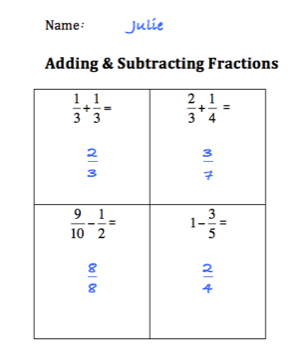 Name: Julie
Adding & Subtracting Fractions
1/3 + 1/3 =
2/3
2/3 + 1/4 =
3/7
9/10 − 1/2 =
8/8
1 − 3/5 =
2/4